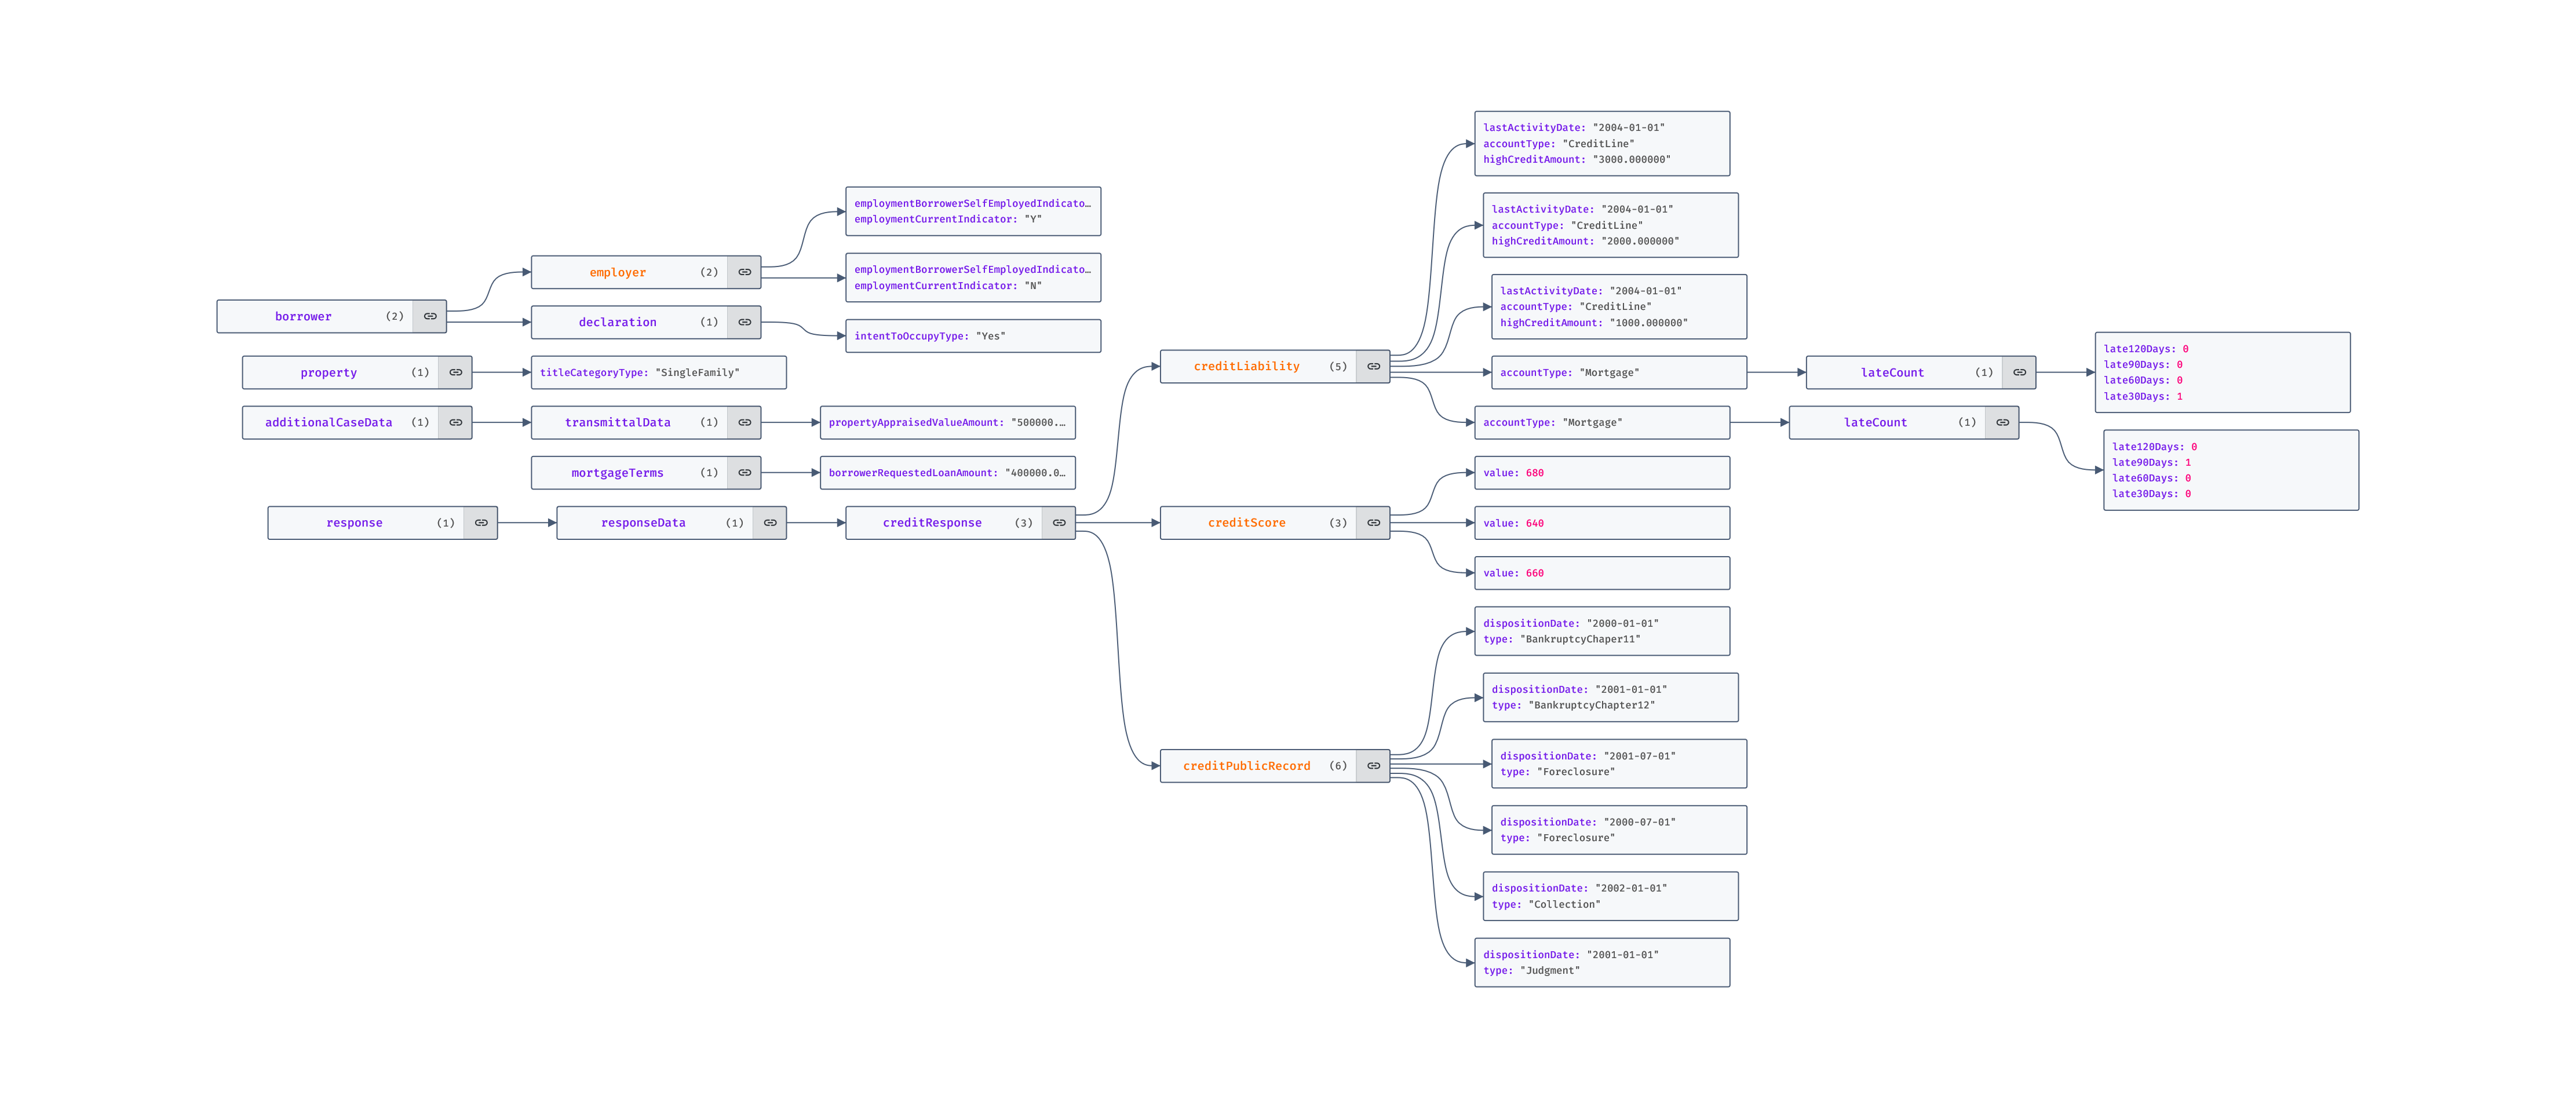 lastActivityDate: "2004-01-01"
accountType: "CreditLine"
highCreditAmount: "3000.000000"
employmentBorrowerSelfEmployedIndicato…
employmentCurrentIndicator: "Y"
lastActivityDate: "2004-01-01"
accountType: "CreditLine"
highCreditAmount: "2000.000000"
employer (2)
employmentBorrowerSelfEmployedIndicato…
employmentCurrentIndicator: "N"
lastActivityDate: "2004-01-01"
accountType: "CreditLine"
highCreditAmount: "1000.000000"
borrower (2)
declaration (1)
intentToOccupyType: "Yes"
property (1)
titleCategoryType: "SingleFamily"
creditLiability (5)
accountType: "Mortgage"
lateCount (1)
late120Days: 0
late90Days: 0
late60Days: 0
late30Days: 1
additionalCaseData (1)
transmittalData (1)
propertyAppraisedValueAmount: "500000.…
accountType: "Mortgage"
lateCount (1)
late120Days: 0
late90Days: 1
late60Days: 0
late30Days: 0
mortgageTerms (1)
borrowerRequestedLoanAmount: "400000.0…
value: 680
response (1)
responseData (1)
creditResponse (3)
creditScore (3)
value: 640
value: 660
dispositionDate: "2000-01-01"
type: "BankruptcyChaper11"
dispositionDate: "2001-01-01"
type: "BankruptcyChapter12"
creditPublicRecord (6)
dispositionDate: "2001-07-01"
type: "Foreclosure"
dispositionDate: "2000-07-01"
type: "Foreclosure"
dispositionDate: "2002-01-01"
type: "Collection"
dispositionDate: "2001-01-01"
type: "Judgment"